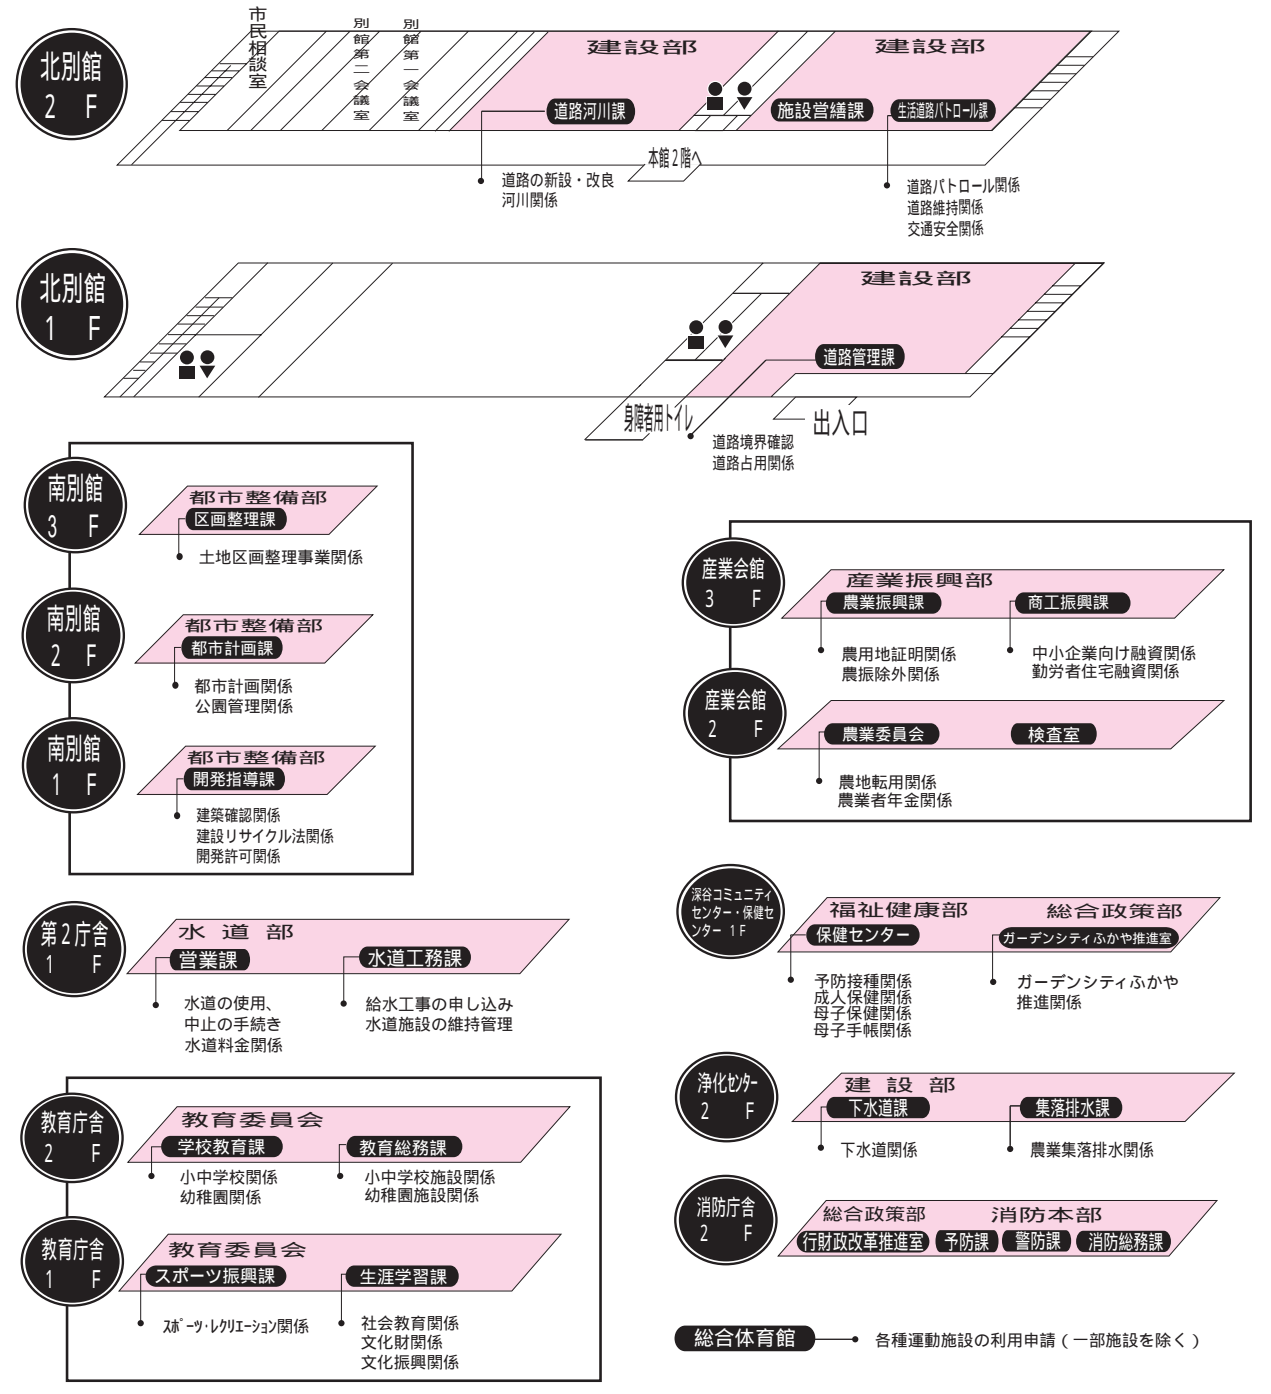 北別館
2 F
市民相談室
別館第二会議室
別館第一会議室
建設部
道路河川課
道路の新設・改良
河川関係
本館2階へ
建設部
施設営繕課
生活道路パトロール課
道路パトロール関係
道路維持関係
交通安全関係
北別館
1 F
建設部
道路管理課
身障者用トイレ
出入口
道路境界確認
道路占用関係
南別館
3 F
都市整備部
区画整理課
土地区画整理事業関係
南別館
2 F
都市整備部
都市計画課
都市計画関係
公園管理関係
南別館
1 F
都市整備部
開発指導課
建築確認関係
建設リサイクル法関係
開発許可関係
産業会館
3 F
産業振興部
農業振興課
農用地証明関係
農振除外関係
商工振興課
中小企業向け融資関係
勤労者住宅融資関係
産業会館
2 F
農業委員会
農地転用関係
農業者年金関係
検査室
第2庁舎
1 F
水道部
営業課
水道の使用、
中止の手続き
水道料金関係
水道工務課
給水工事の申し込み
水道施設の維持管理
深谷コミュニティ
センター・保健セ
ンター 1F
福祉健康部
保健センター
予防接種関係
成人保健関係
母子保健関係
母子手帳関係
総合政策部
ガーデンシティふかや推進室
ガーデンシティふかや
推進関係
教育庁舎
2 F
教育委員会
学校教育課
小中学校関係
幼稚園関係
教育総務課
小中学校施設関係
幼稚園施設関係
教育庁舎
1 F
教育委員会
スポーツ振興課
スポーツ・レクリエーション関係
生涯学習課
社会教育関係
文化財関係
文化振興関係
浄化センター
2 F
建設部
下水道課
下水道関係
集落排水課
農業集落排水関係
消防庁舎
2 F
総合政策部
行財政改革推進室
消防本部
予防課
警防課
消防総務課
総合体育館
各種運動施設の利用申請（一部施設を除く）